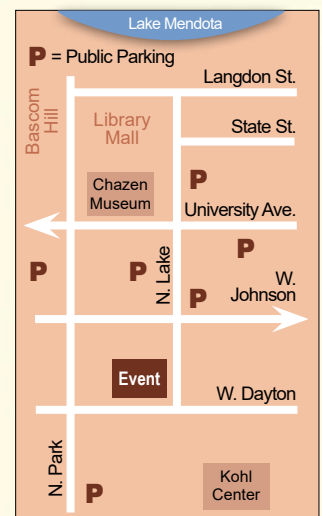 Lake Mendota
P = Public Parking
Langdon St.
Bascom
Hill
Library
Mall
State St.
P
Chazen
Museum
University Ave.
P
P
P
N. Lake
W.
Johnson
P
Event
W. Dayton
N. Park
P
Kohl
Center